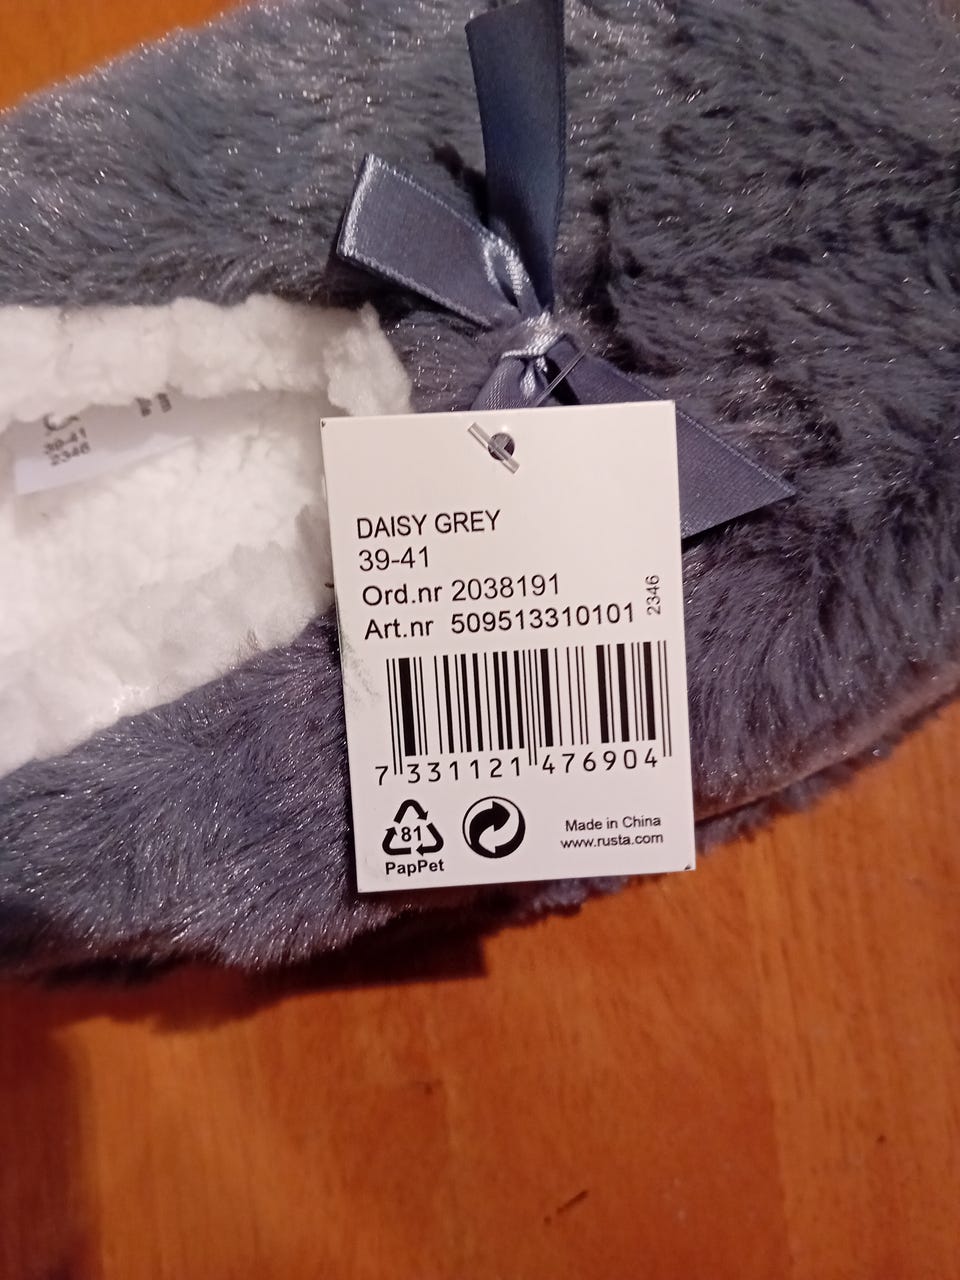 39-41
2346
DAISY GREY
39-41
Ord.nr 2038191
Art.nr 509513310101
2346
7 331121 476904
81
PapPet
Made in China
www.rusta.com